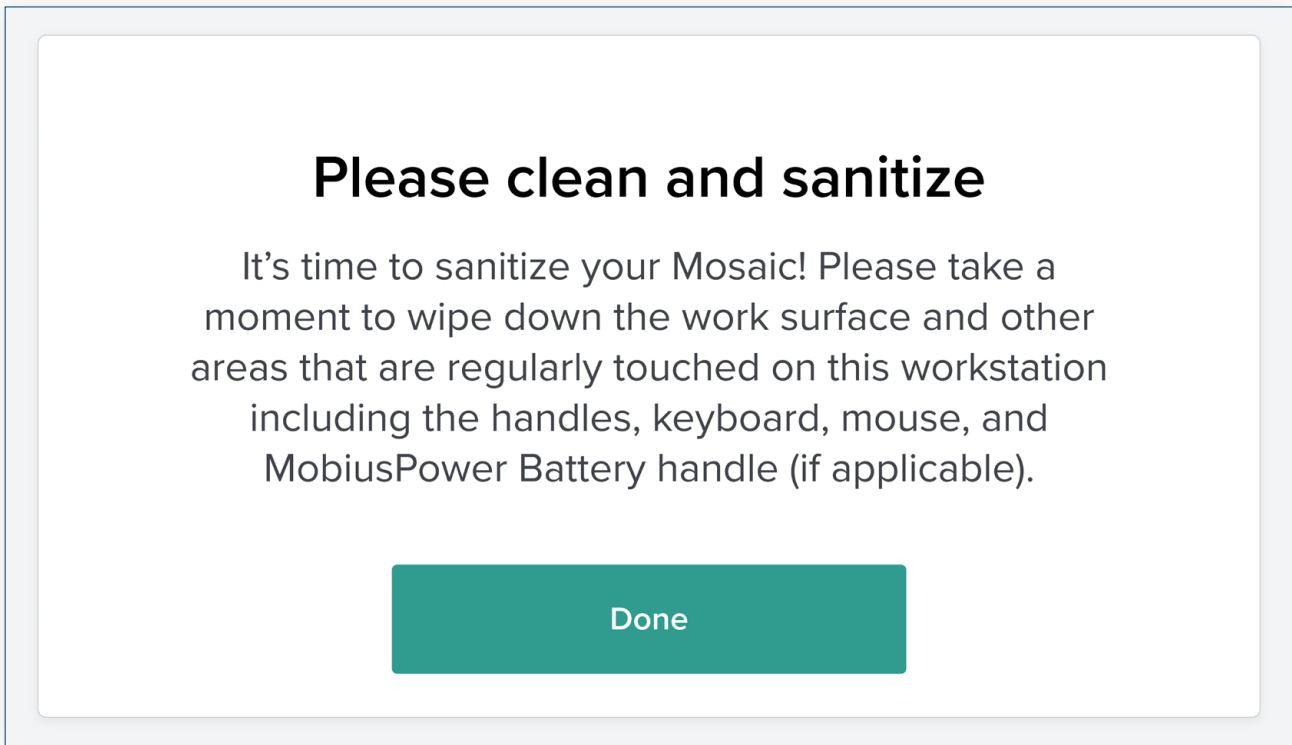 Please clean and sanitize
It’s time to sanitize your Mosaic! Please take a
moment to wipe down the work surface and other
areas that are regularly touched on this workstation
including the handles, keyboard, mouse, and
MobiusPower Battery handle (if applicable).
Done